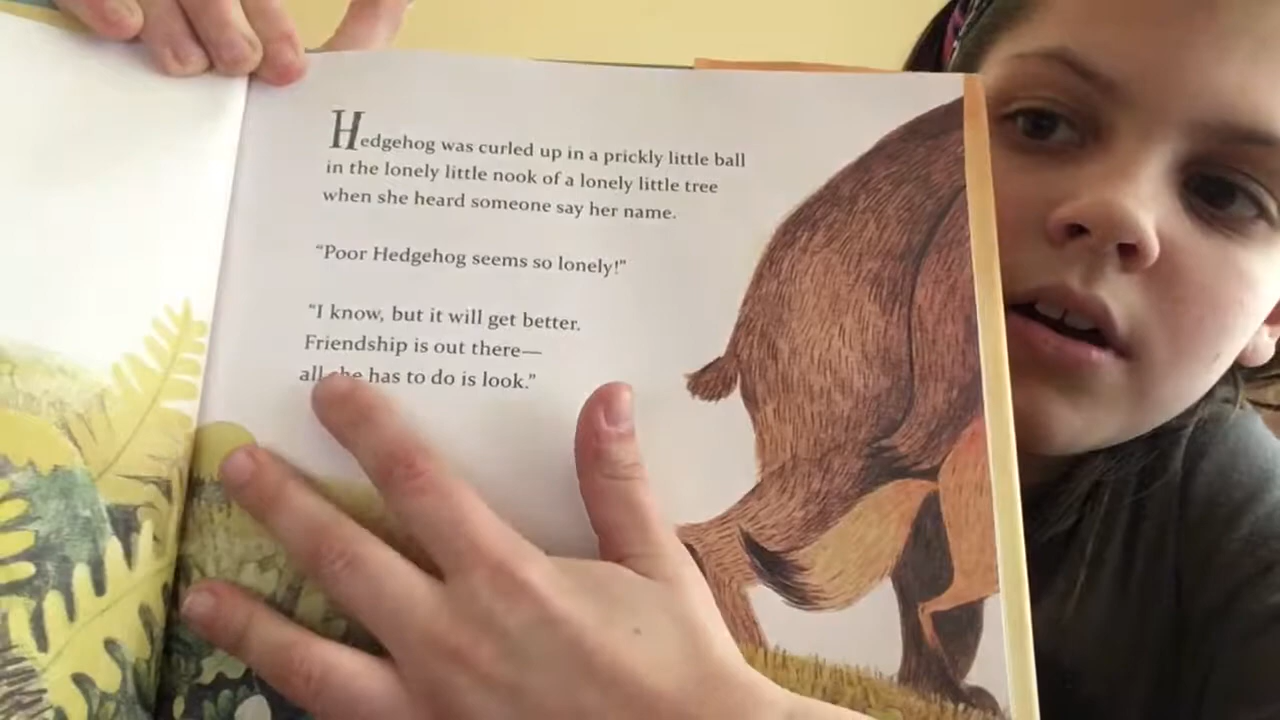 Hedgehog was curled up in a prickly little ball
in the lonely little nook of a lonely little tree
when she heard someone say her name.
“Poor Hedgehog seems so lonely!”
“I know, but it will get better.
Friendship is out there—
all she has to do is look.”